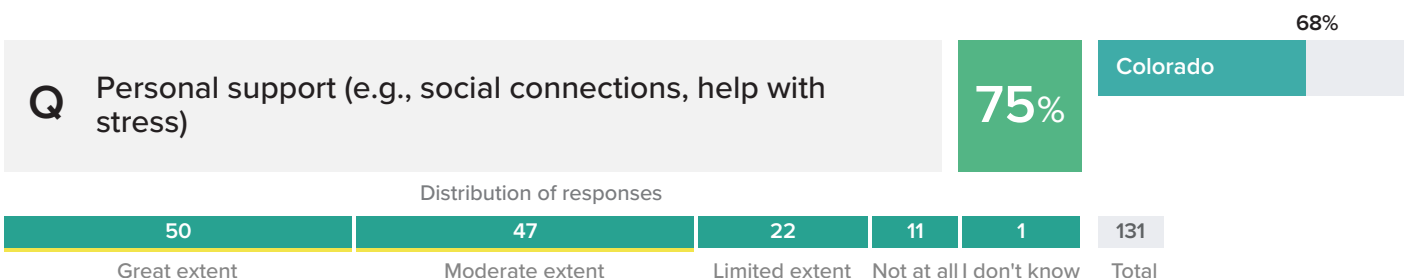 68%
Q Personal support (e.g., social connections, help with
stress)
75%
Colorado
Distribution of responses
50 47 22 11 1 131
Great extent Moderate extent Limited extent Not at all I don't know Total